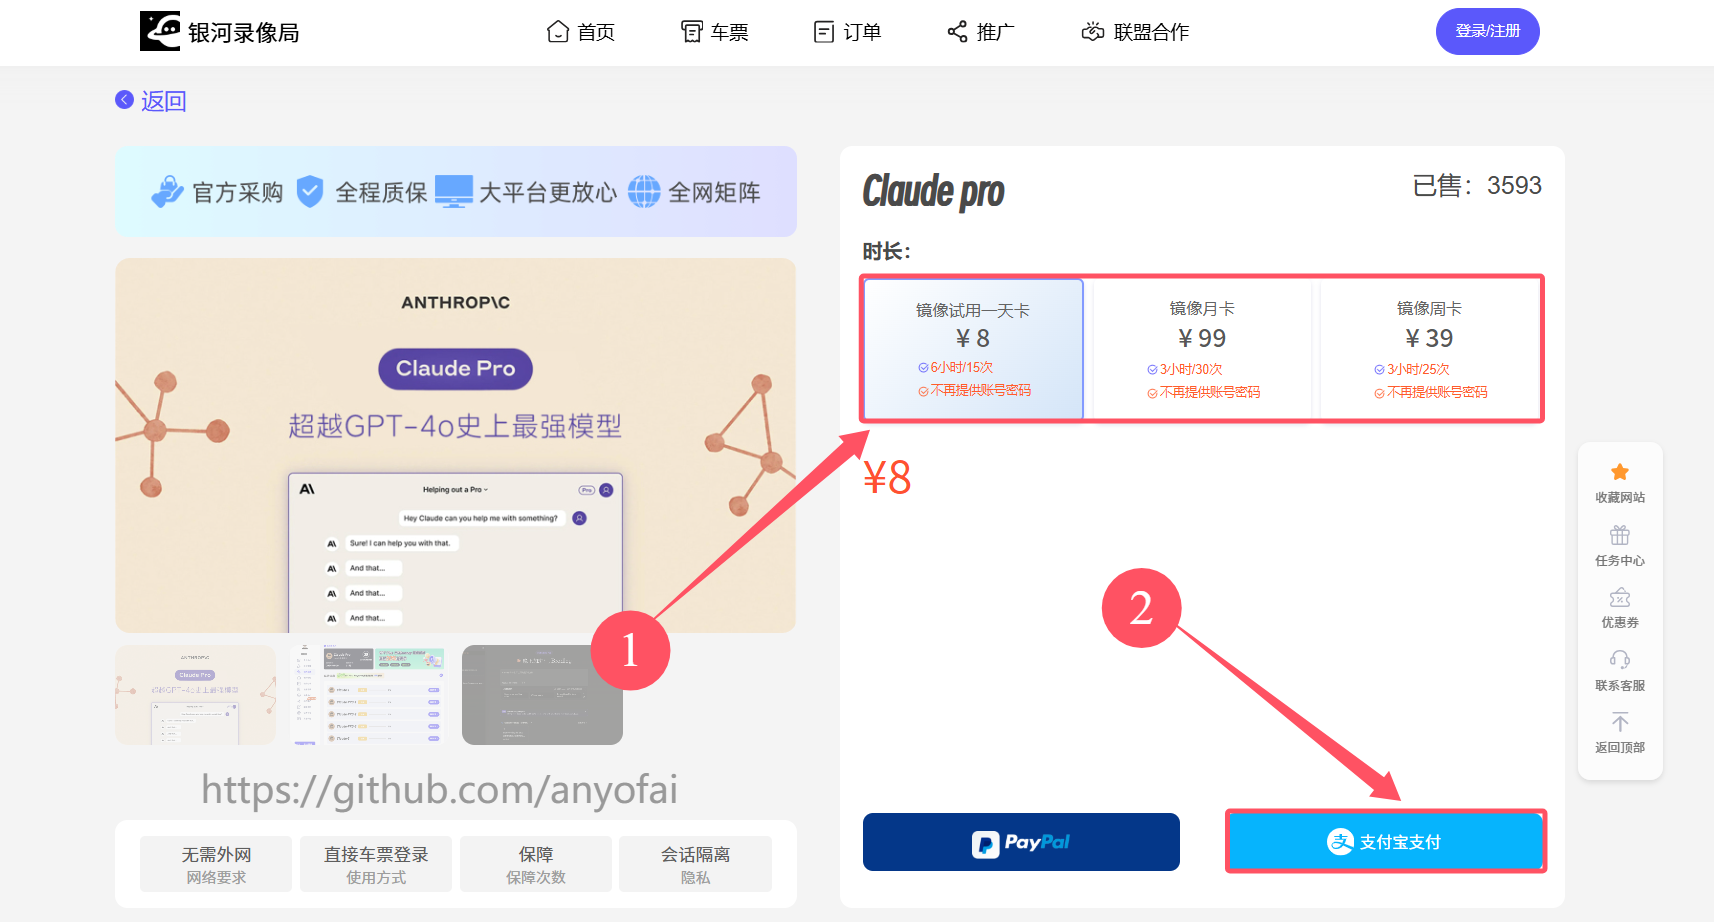 银河录像局
首页
车票
订单
推广
联盟合作
登录/注册
返回
官方采购
全程质保
大平台更放心
全网矩阵
ANTHROP\C
Claude Pro
超越GPT-4o史上最强模型
Helping out a Pro
Pro
Hey Claude can you help me with something?
Sure! I can help you with that.
And that...
And that...
And that...
ANTHROP\C
Claude Pro
https://github.com/anyofai
无需外网
网络要求
直接车票登录
使用方式
保障
保障次数
会话隔离
隐私
Claude pro
已售：3593
时长：
镜像试用一天卡
¥ 8
6小时/15次
不再提供账号密码
镜像月卡
¥ 99
3小时/30次
不再提供账号密码
镜像周卡
¥ 39
3小时/25次
不再提供账号密码
¥8
1
2
PayPal
支付宝支付
收藏网站
任务中心
优惠券
联系客服
返回顶部